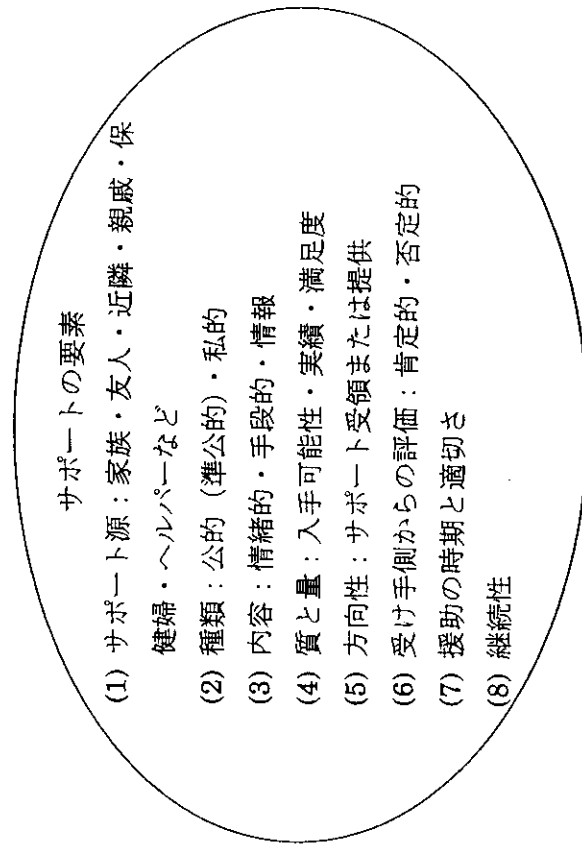 サポートの要素
(1) サポート源：家族・友人・近隣・親戚・保
健婦・ヘルパーなど
(2) 種類：公的（準公的）・私的
(3) 内容：情緒的・手段的・情報
(4) 質と量：入手可能性・実績・満足度
(5) 方向性：サポート受領または提供
(6) 受け手側からの評価：肯定的・否定的
(7) 援助の時期と適切さ
(8) 継続性